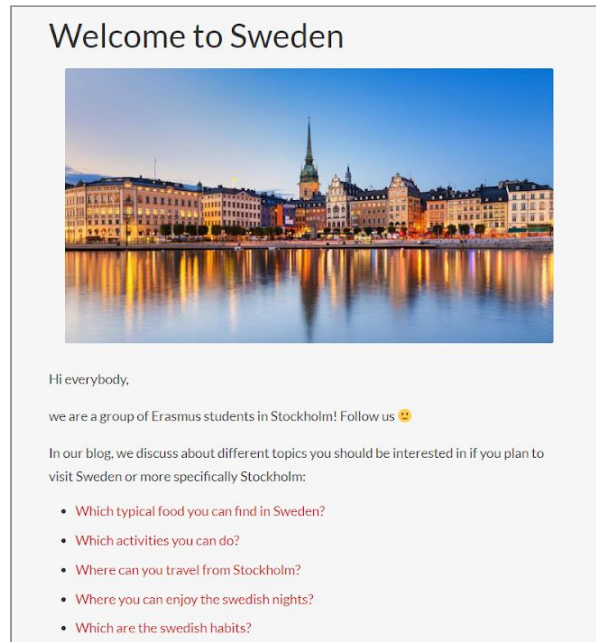 Welcome to Sweden
Hi everybody,
we are a group of Erasmus students in Stockholm! Follow us 🙂
In our blog, we discuss about different topics you should be interested in if you plan to
visit Sweden or more specifically Stockholm:
• Which typical food you can find in Sweden?
• Which activities you can do?
• Where can you travel from Stockholm?
• Where you can enjoy the swedish nights?
• Which are the swedish habits?